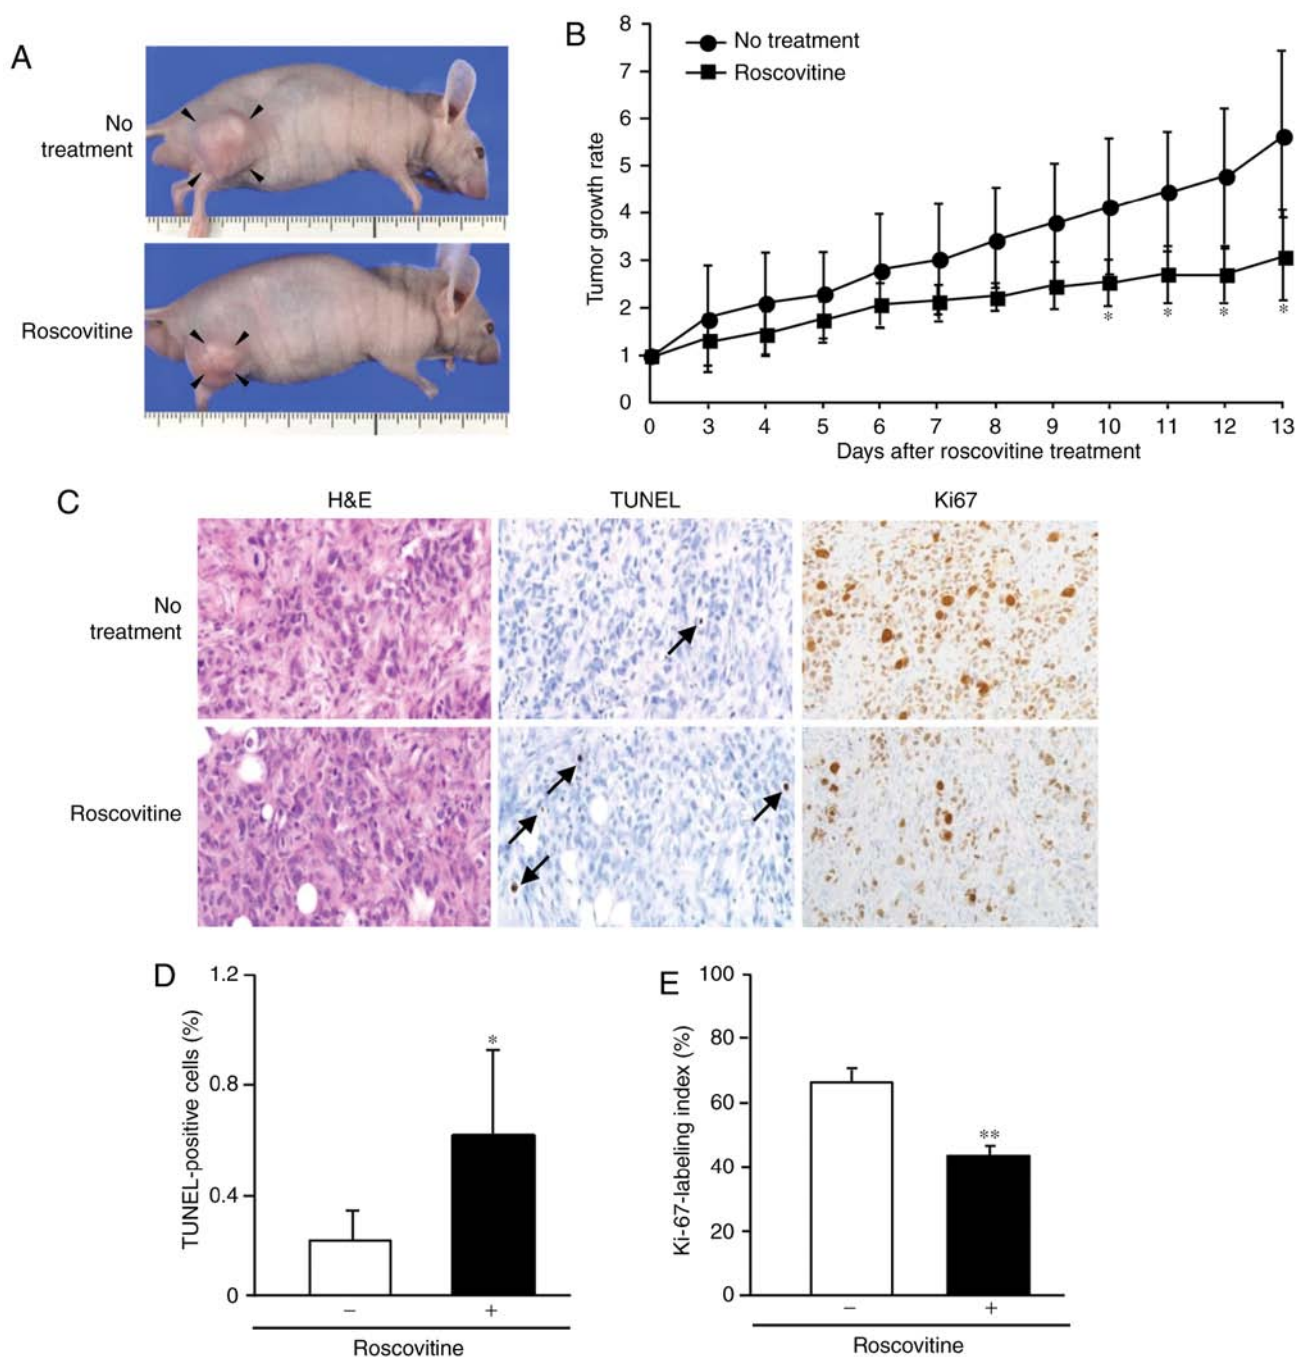 A
No
treatment
Roscovitine
B
No treatment
Roscovitine
Tumor growth rate
8
7
6
5
4
3
2
1
0
0 3 4 5 6 7 8 9 10 11 12 13
* * * *
Days after roscovitine treatment
C
H&E TUNEL Ki67
No
treatment
Roscovitine
D
TUNEL-positive cells (%)
1.2
0.8
0.4
0
*
− +
Roscovitine
E
Ki-67-labeling index (%)
100
80
60
40
20
0
**
− +
Roscovitine